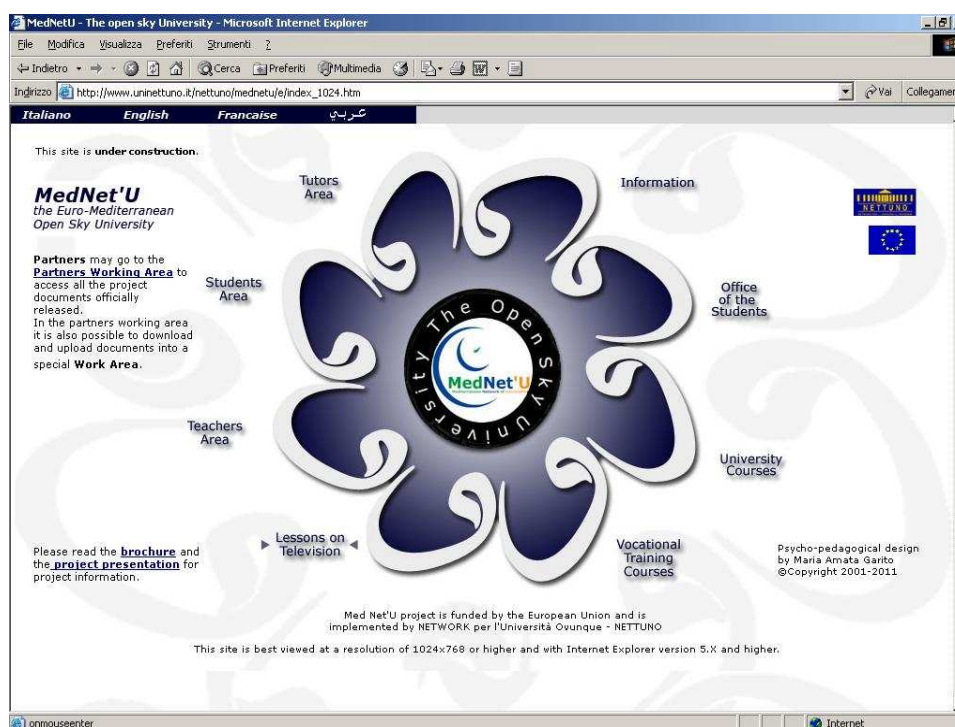 MedNetU - The open sky University - Microsoft Internet Explorer
File Modifica Visualizza Preferiti Strumenti ?
Indietro Cerca Preferiti Multimedia
Indirizzo http://www.uninettuno.it/nettuno/mednetu/e/index_1024.htm Vai Collegamen
Italiano English Francaise عربي
This site is under construction.
MedNet'U
the Euro-Mediterranean
Open Sky University
Partners may go to the
Partners Working Area to
access all the project
documents officially
released.
In the partners working area
it is also possible to download
and upload documents into a
special Work Area.
Tutors
Area
Information
NETTUNO
Students
Area
Office
of the
Students
The Open Sky University
MedNet'U
Teachers
Area
University
Courses
Lessons on
Television
Vocational
Training
Courses
Please read the brochure and
the project presentation for
project information.
Psycho-pedagogical design
by Maria Amata Garito
©Copyright 2001-2011
Med Net'U project is funded by the European Union and is
implemented by NETWORK per l'Università Ovunque - NETTUNO
This site is best viewed at a resolution of 1024x768 or higher and with Internet Explorer version 5.X and higher.
onmouseenter Internet